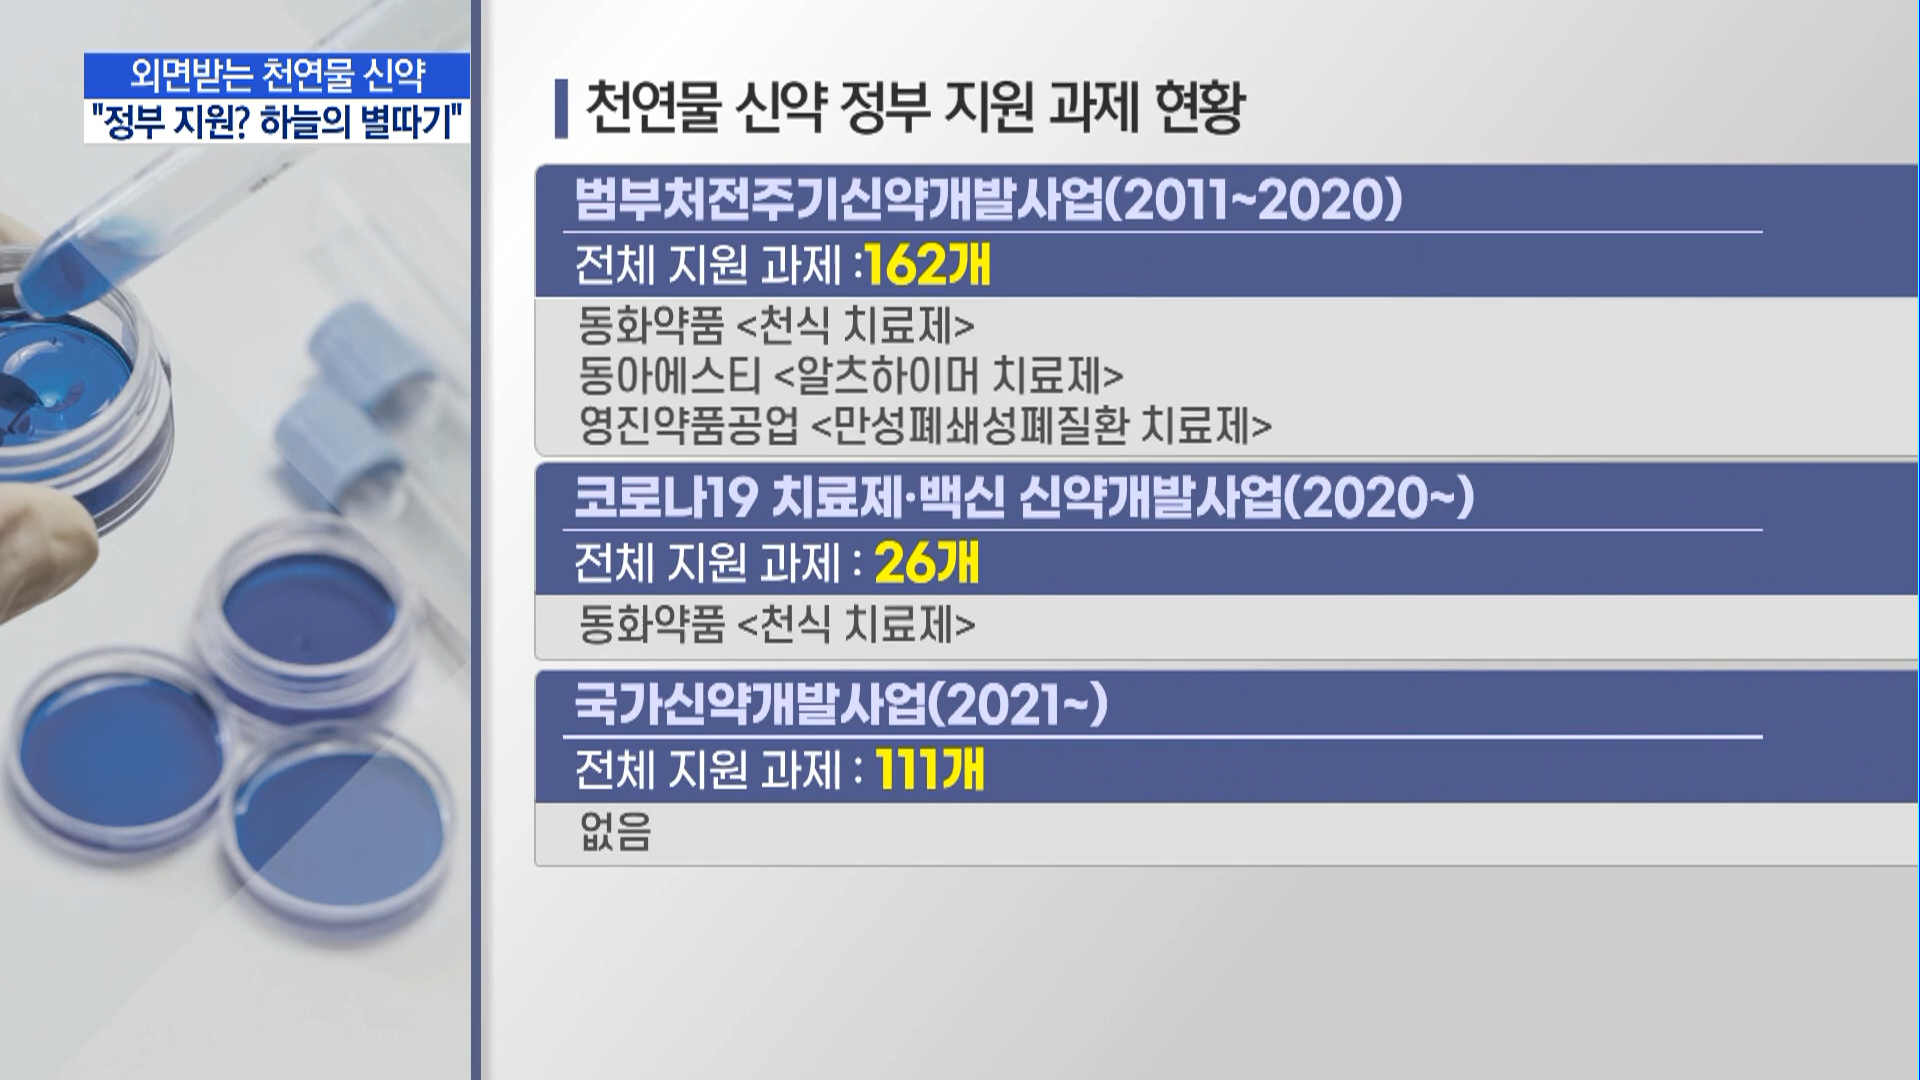 외면받는 천연물 신약
"정부 지원? 하늘의 별따기"
천연물 신약 정부 지원 과제 현황
범부처전주기신약개발사업(2011~2020)
전체 지원 과제 :162개
동화약품 <천식 치료제>
동아에스티 <알츠하이머 치료제>
영진약품공업 <만성폐쇄성폐질환 치료제>
코로나19 치료제·백신 신약개발사업(2020~)
전체 지원 과제 : 26개
동화약품 <천식 치료제>
국가신약개발사업(2021~)
전체 지원 과제 : 111개
없음